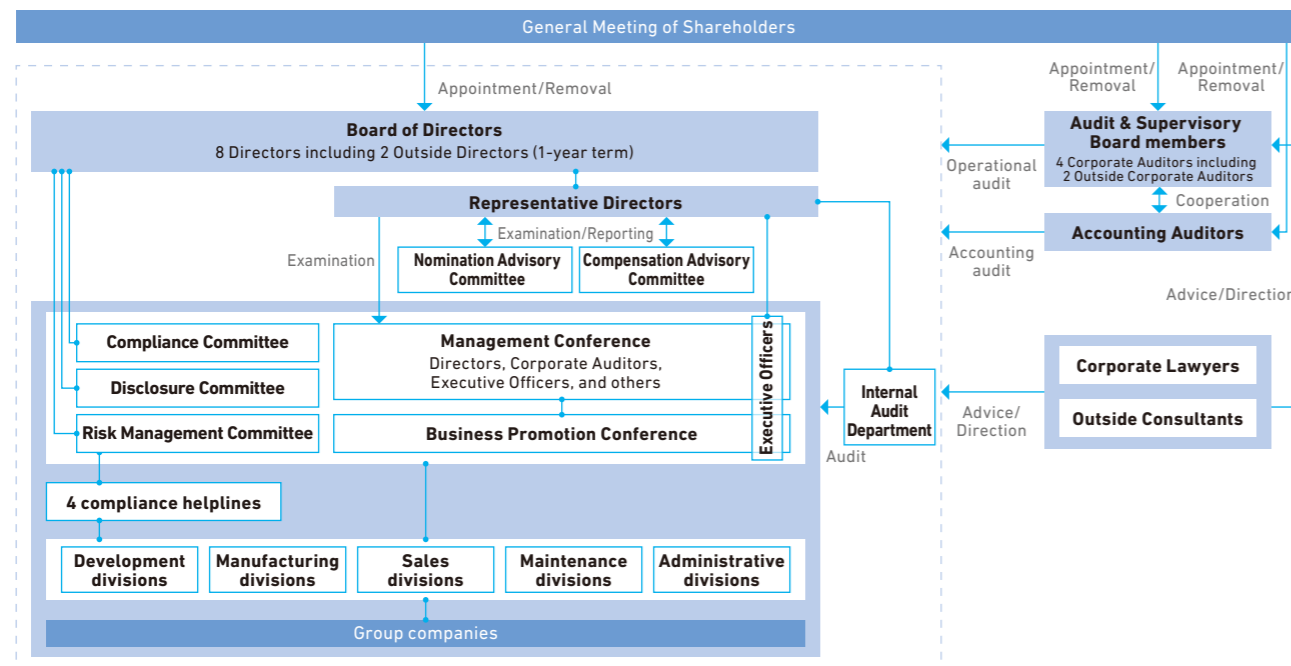 General Meeting of Shareholders
Appointment/Removal
Appointment/
Removal
Appointment/
Removal
Board of Directors
8 Directors including 2 Outside Directors (1-year term)
Audit & Supervisory
Board members
4 Corporate Auditors including
2 Outside Corporate Auditors
Operational
audit
Cooperation
Representative Directors
Accounting Auditors
Accounting
audit
Examination
Examination/Reporting
Nomination Advisory
Committee
Compensation Advisory
Committee
Advice/Direction
Compliance Committee
Disclosure Committee
Risk Management Committee
Management Conference
Directors, Corporate Auditors,
Executive Officers, and others
Business Promotion Conference
Executive Officers
Internal
Audit
Department
Audit
Advice/
Direction
Corporate Lawyers
Outside Consultants
4 compliance helplines
Development
divisions
Manufacturing
divisions
Sales
divisions
Maintenance
divisions
Administrative
divisions
Group companies